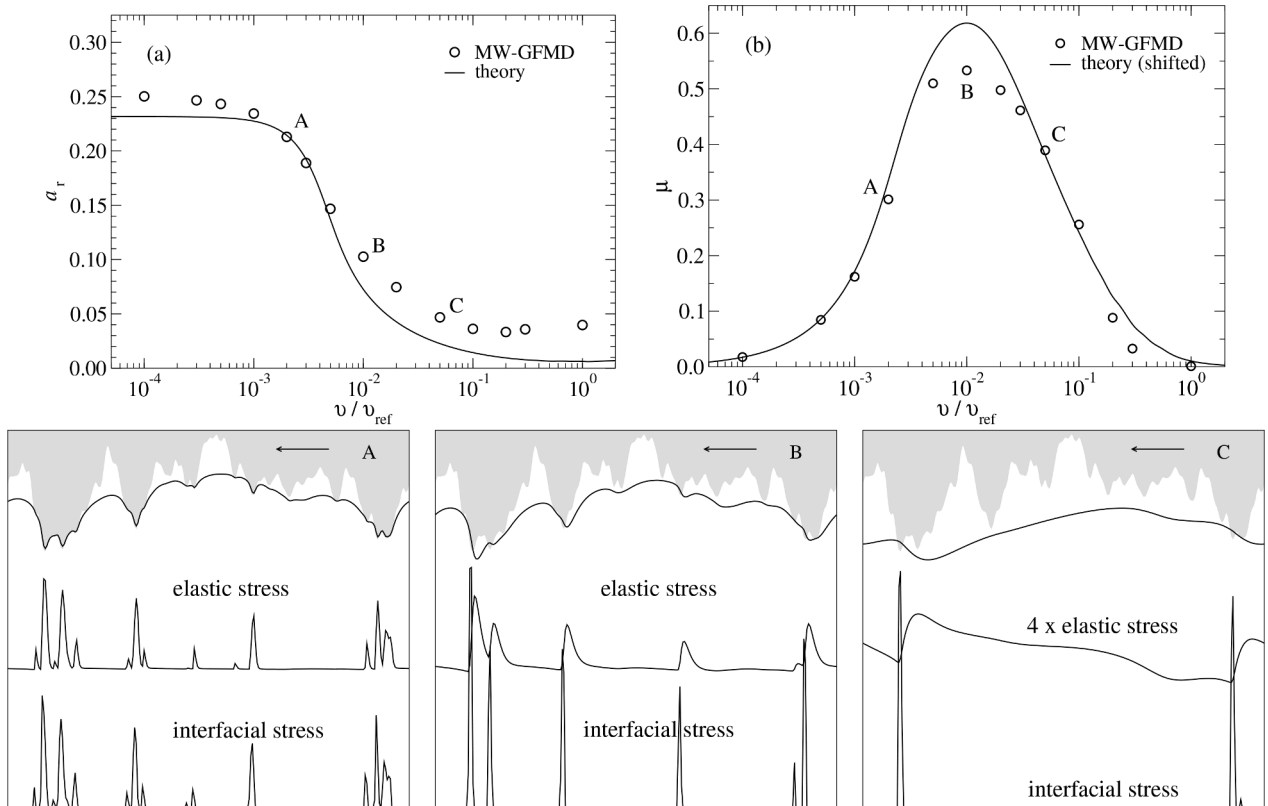 (a)
MW-GFMD
theory
0.30
0.25
0.20
0.15
0.10
0.05
0.00
a_r
A
B
C
10^-4
10^-3
10^-2
10^-1
10^0
υ / υ_ref
(b)
MW-GFMD
theory (shifted)
0.6
0.5
0.4
0.3
0.2
0.1
0.0
μ
A
B
C
10^-4
10^-3
10^-2
10^-1
10^0
υ / υ_ref
A
elastic stress
interfacial stress
B
elastic stress
interfacial stress
C
4 x elastic stress
interfacial stress